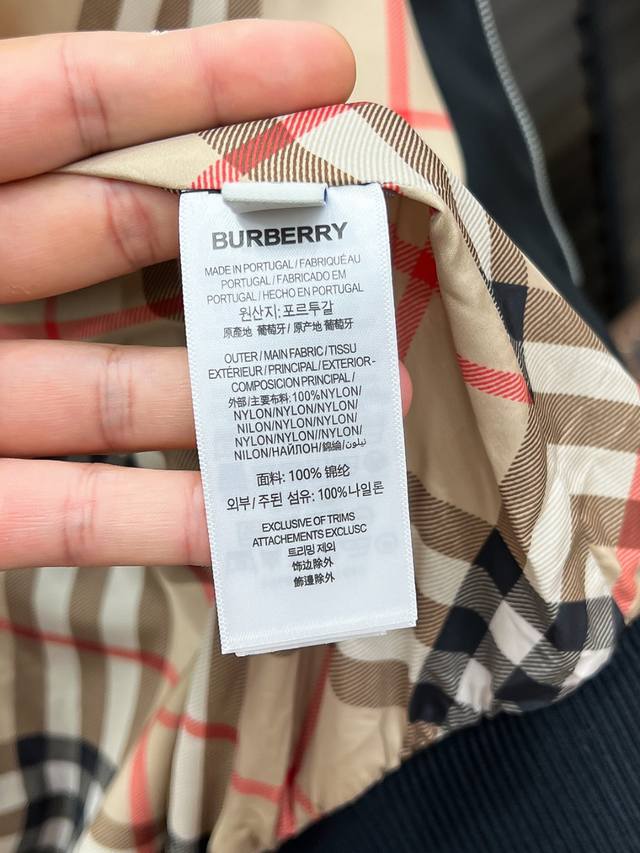 BURBERRY
MADE IN PORTUGAL / FABRIQUÉ AU
PORTUGAL / FABRICADO EM
PORTUGAL / HECHO EN PORTUGAL
원산지: 포르투갈
原產地 葡萄牙 / 原产地 葡萄牙
OUTER / MAIN FABRIC / TISSU
EXTÉRIEUR / PRINCIPAL / EXTERIOR -
COMPOSICION PRINCIPAL /
外部/主要布料: 100%NYLON/
NYLON/NYLON/NYLON/
NILON/NYLON/NYLON/
NYLON/NYLON//NYLON/
NILON/НАЙЛОН/錦綸/نيلون/
面料: 100% 锦纶
외부 / 주된 섬유: 100%나일론
EXCLUSIVE OF TRIMS
ATTACHEMENTS EXCLUSC
트리밍 제외
饰边除外
飾邊除外